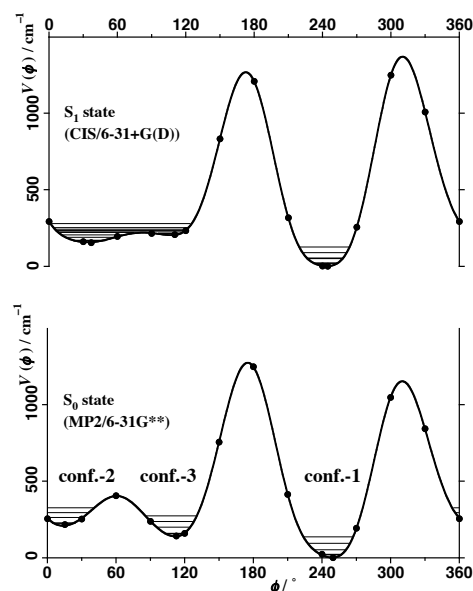 0 60 120 180 240 300 360
V(ϕ) / cm⁻¹
1000
500
0
S₁ state
(CIS/6-31+G(D))
V(ϕ) / cm⁻¹
1000
500
0
S₀ state
(MP2/6-31G**)
conf.-2 conf.-3 conf.-1
0 60 120 180 240 300 360
ϕ / °